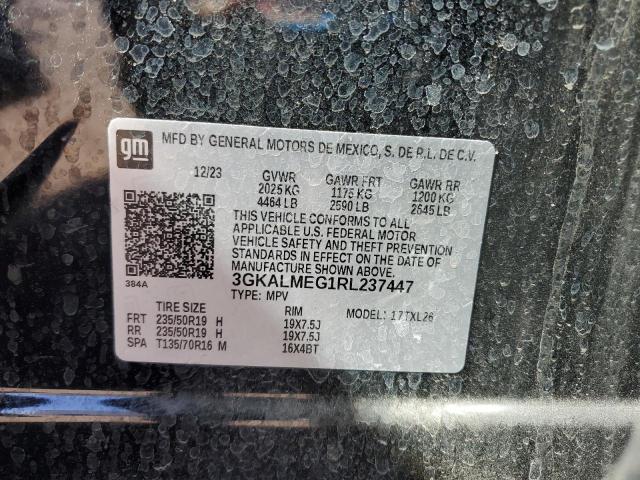 gm
MFD BY GENERAL MOTORS DE MEXICO, S. DE R.L. DE C.V.
12/23 GVWR GAWR FRT GAWR RR
2025 KG 1175 KG 1200 KG
4464 LB 2590 LB 2645 LB
THIS VEHICLE CONFORMS TO ALL
APPLICABLE U.S. FEDERAL MOTOR
VEHICLE SAFETY AND THEFT PREVENTION
STANDARDS IN EFFECT ON THE DATE OF
MANUFACTURE SHOWN ABOVE.
384A 3GKALMEG1RL237447
TYPE: MPV
TIRE SIZE RIM MODEL: 1TXL26
FRT 235/50R19 H 19X7.5J
RR 235/50R19 H 19X7.5J
SPA T135/70R16 M 16X4BT